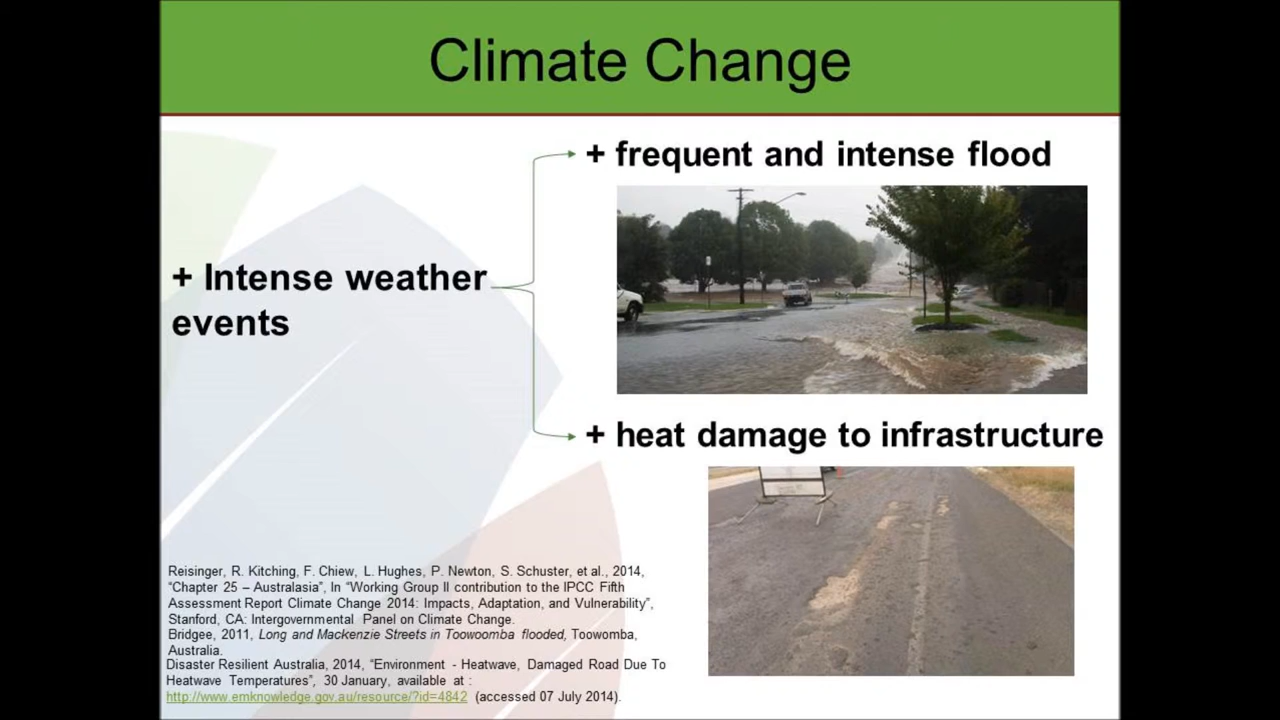 Climate Change
+ frequent and intense flood
+ Intense weather
events
+ heat damage to infrastructure
Reisinger, R. Kitching, F. Chiew, L. Hughes, P. Newton, S. Schuster, et al., 2014,
“Chapter 25 – Australasia”, In “Working Group II contribution to the IPCC Fifth
Assessment Report Climate Change 2014: Impacts, Adaptation, and Vulnerability”,
Stanford, CA: Intergovernmental Panel on Climate Change.
Bridgee, 2011, Long and Mackenzie Streets in Toowoomba flooded, Toowomba,
Australia.
Disaster Resilient Australia, 2014, “Environment - Heatwave, Damaged Road Due To
Heatwave Temperatures”, 30 January, available at :
http://www.emknowledge.gov.au/resource/?id=4842 (accessed 07 July 2014).